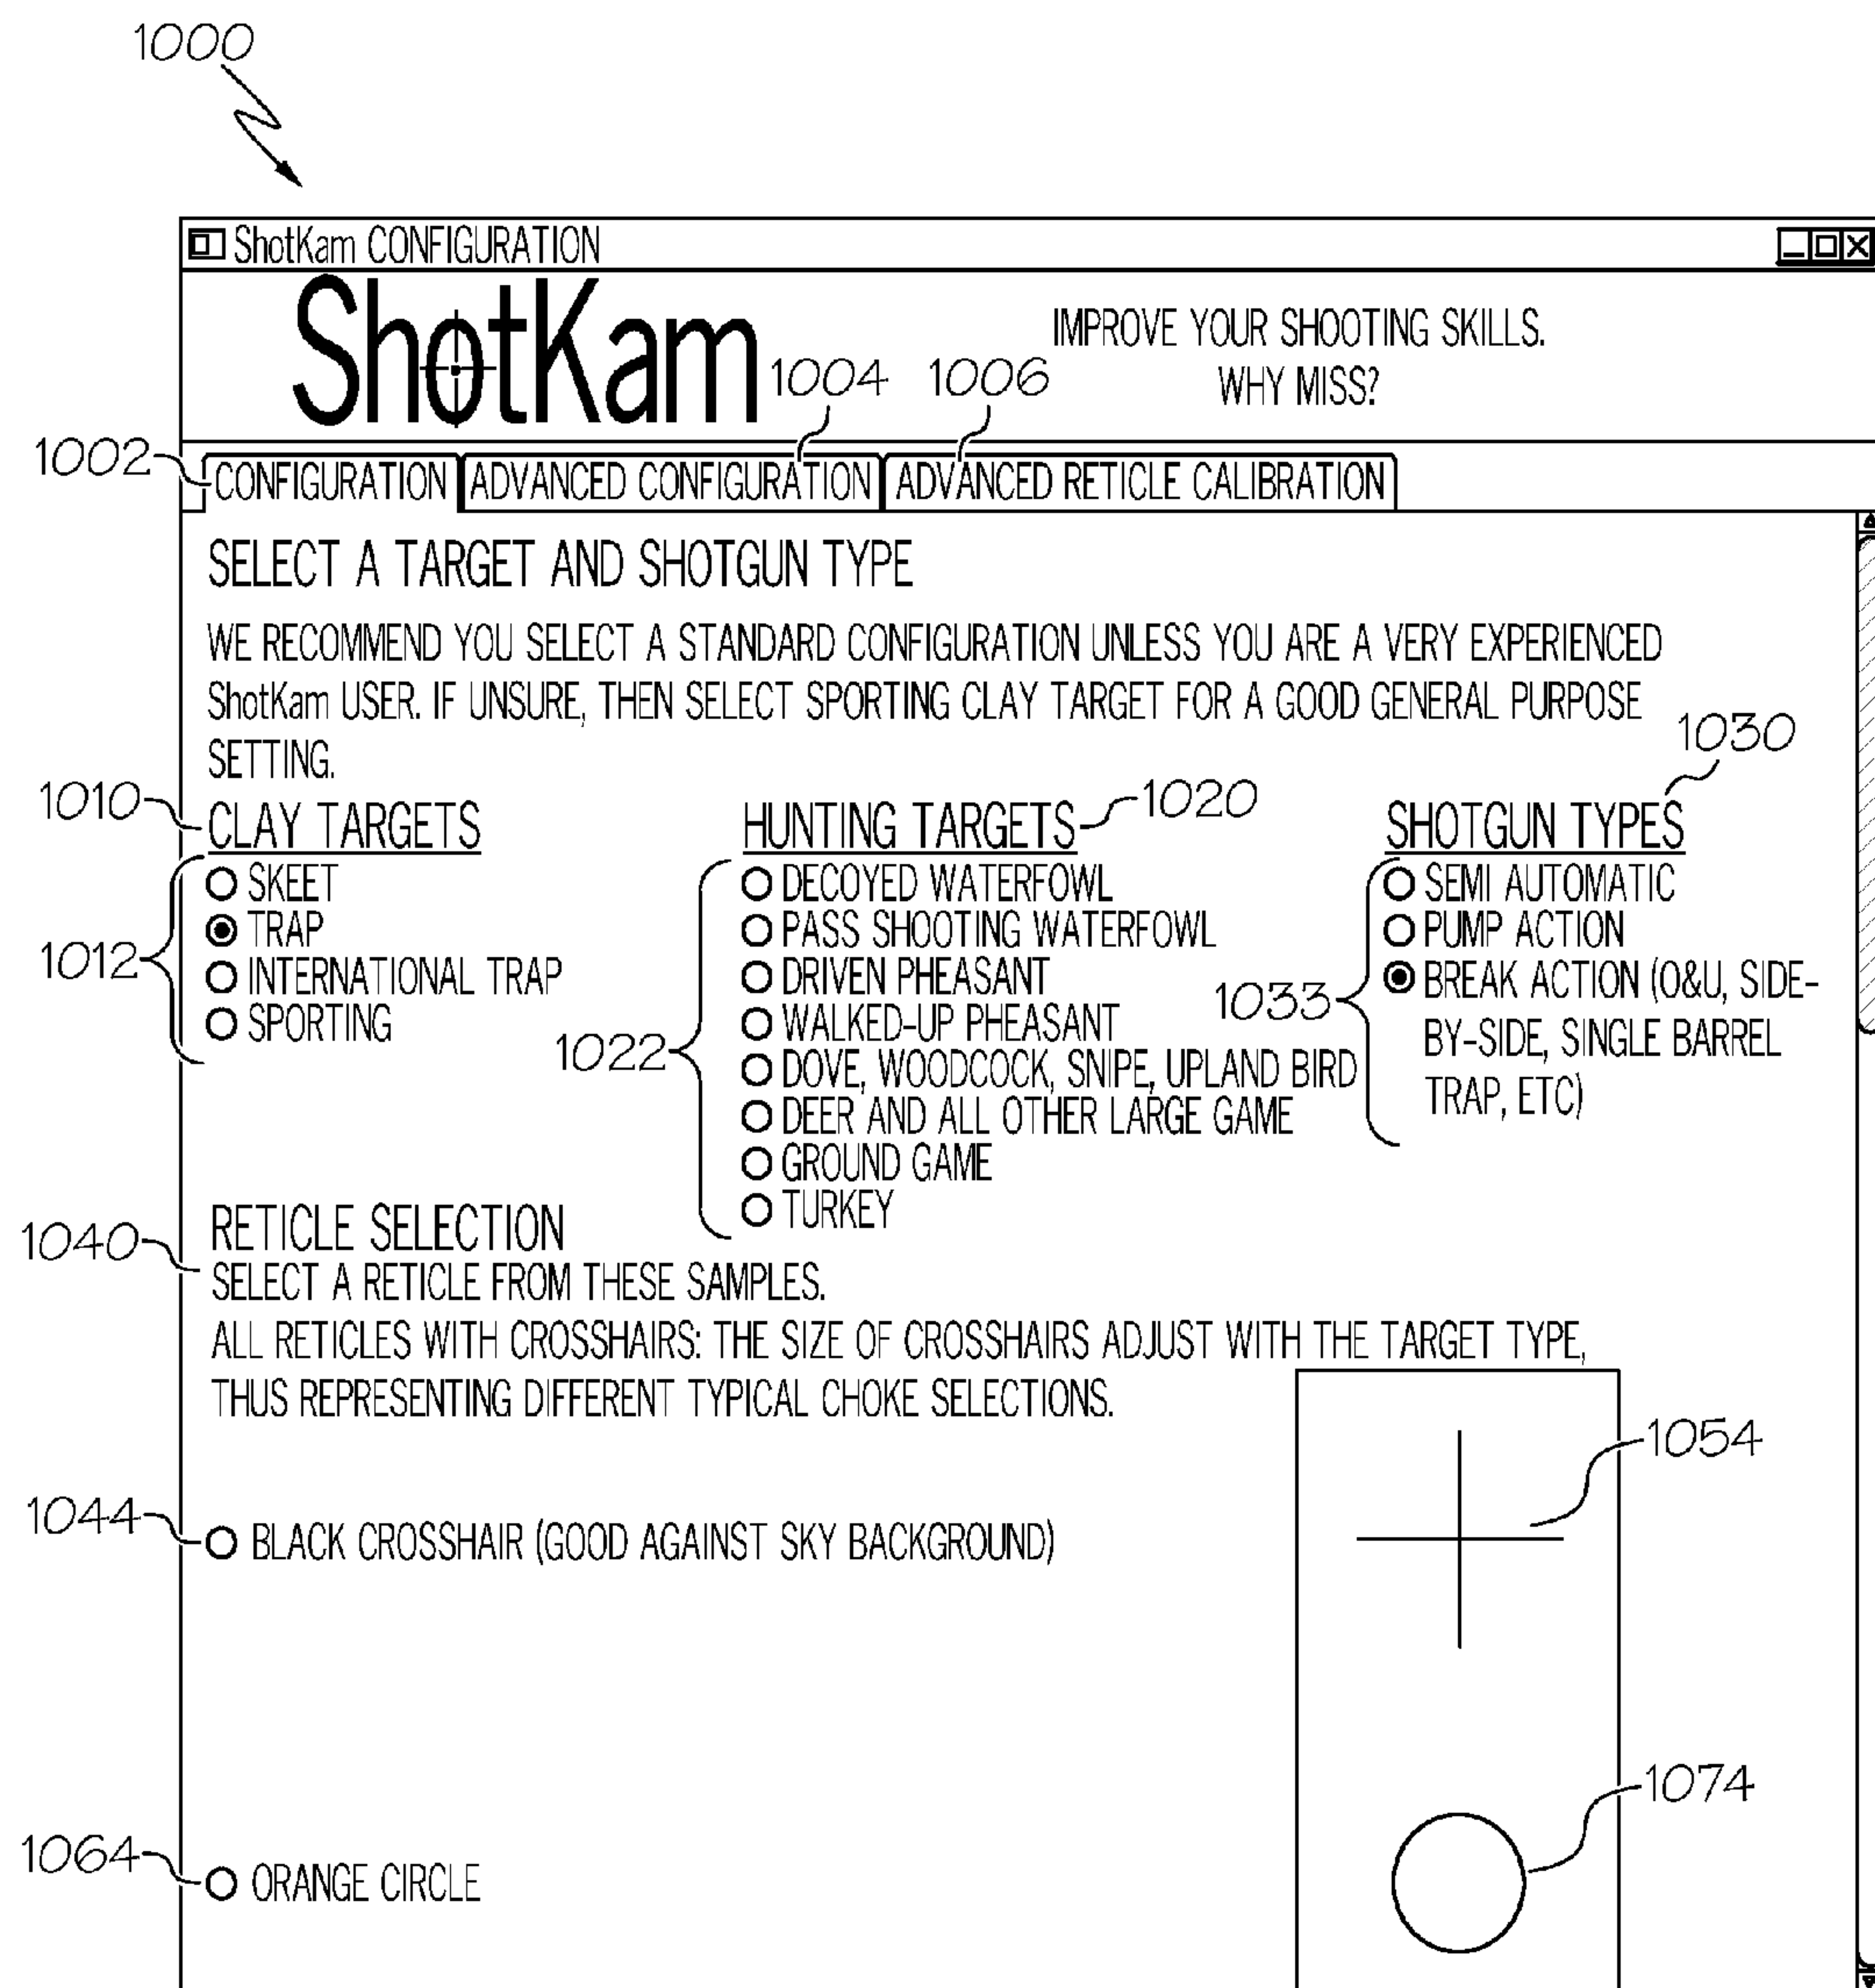 1000
ShotKam CONFIGURATION
ShotKam
IMPROVE YOUR SHOOTING SKILLS.
WHY MISS?
1004
1006
1002
CONFIGURATION
ADVANCED CONFIGURATION
ADVANCED RETICLE CALIBRATION
SELECT A TARGET AND SHOTGUN TYPE
WE RECOMMEND YOU SELECT A STANDARD CONFIGURATION UNLESS YOU ARE A VERY EXPERIENCED
ShotKam USER. IF UNSURE, THEN SELECT SPORTING CLAY TARGET FOR A GOOD GENERAL PURPOSE
SETTING.
1010
CLAY TARGETS
1012
SKEET
TRAP
INTERNATIONAL TRAP
SPORTING
HUNTING TARGETS
1020
1022
DECOYED WATERFOWL
PASS SHOOTING WATERFOWL
DRIVEN PHEASANT
WALKED-UP PHEASANT
DOVE, WOODCOCK, SNIPE, UPLAND BIRD
DEER AND ALL OTHER LARGE GAME
GROUND GAME
TURKEY
1030
SHOTGUN TYPES
1033
SEMI AUTOMATIC
PUMP ACTION
BREAK ACTION (O&U, SIDE-
BY-SIDE, SINGLE BARREL
TRAP, ETC)
1040
RETICLE SELECTION
SELECT A RETICLE FROM THESE SAMPLES.
ALL RETICLES WITH CROSSHAIRS: THE SIZE OF CROSSHAIRS ADJUST WITH THE TARGET TYPE,
THUS REPRESENTING DIFFERENT TYPICAL CHOKE SELECTIONS.
1054
1044
BLACK CROSSHAIR (GOOD AGAINST SKY BACKGROUND)
1074
1064
ORANGE CIRCLE